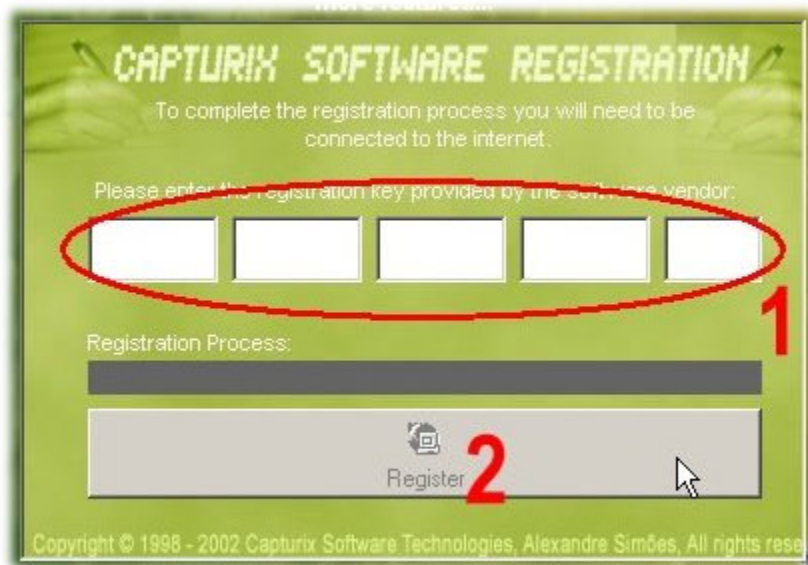 More features...
CAPTURIX SOFTWARE REGISTRATION
To complete the registration process you will need to be
connected to the internet.
Please enter the registration key provided by the software vendor:
1
Registration Process:
Register
2
Copyright © 1998 - 2002 Capturix Software Technologies, Alexandre Simões, All rights rese